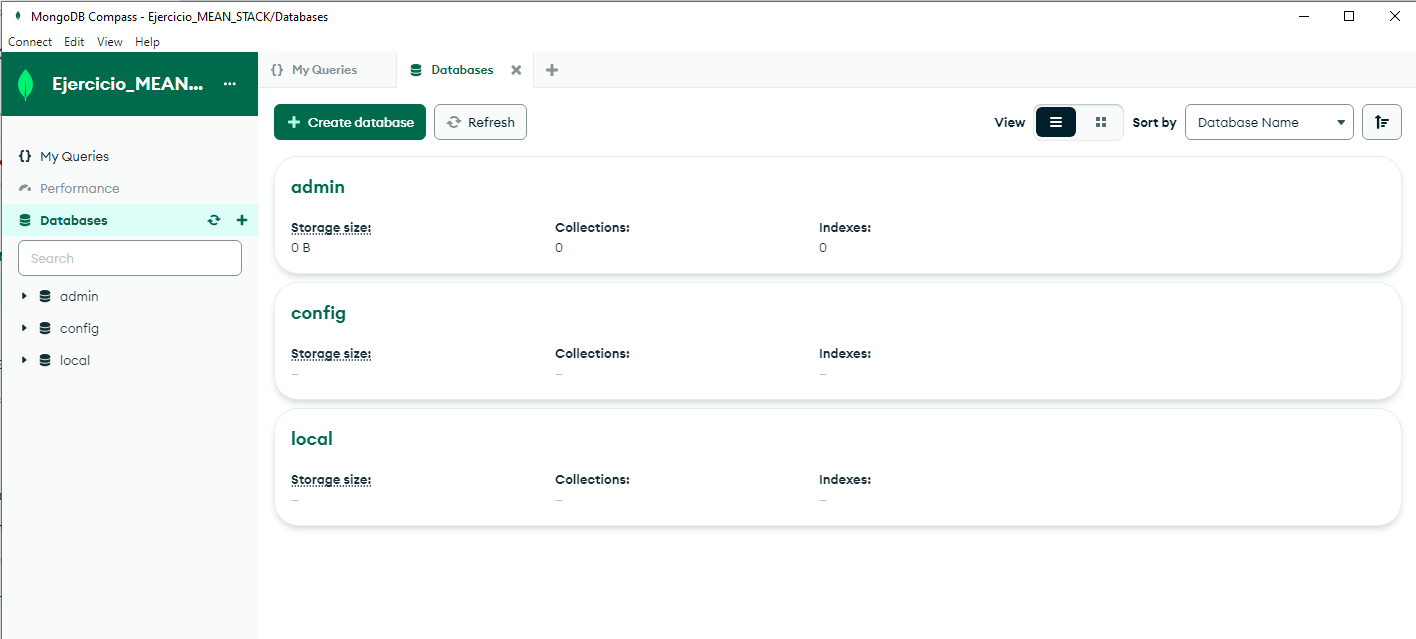 MongoDB Compass - Ejercicio_MEAN_STACK/Databases
Connect Edit View Help
Ejercicio_MEAN... ...
My Queries
Performance
Databases
Search
admin
config
local
{} My Queries
Databases
Create database
Refresh
View
Sort by
Database Name
admin
Storage size: Collections: Indexes:
0 B 0 0
config
Storage size: Collections: Indexes:
– – –
local
Storage size: Collections: Indexes:
– – –